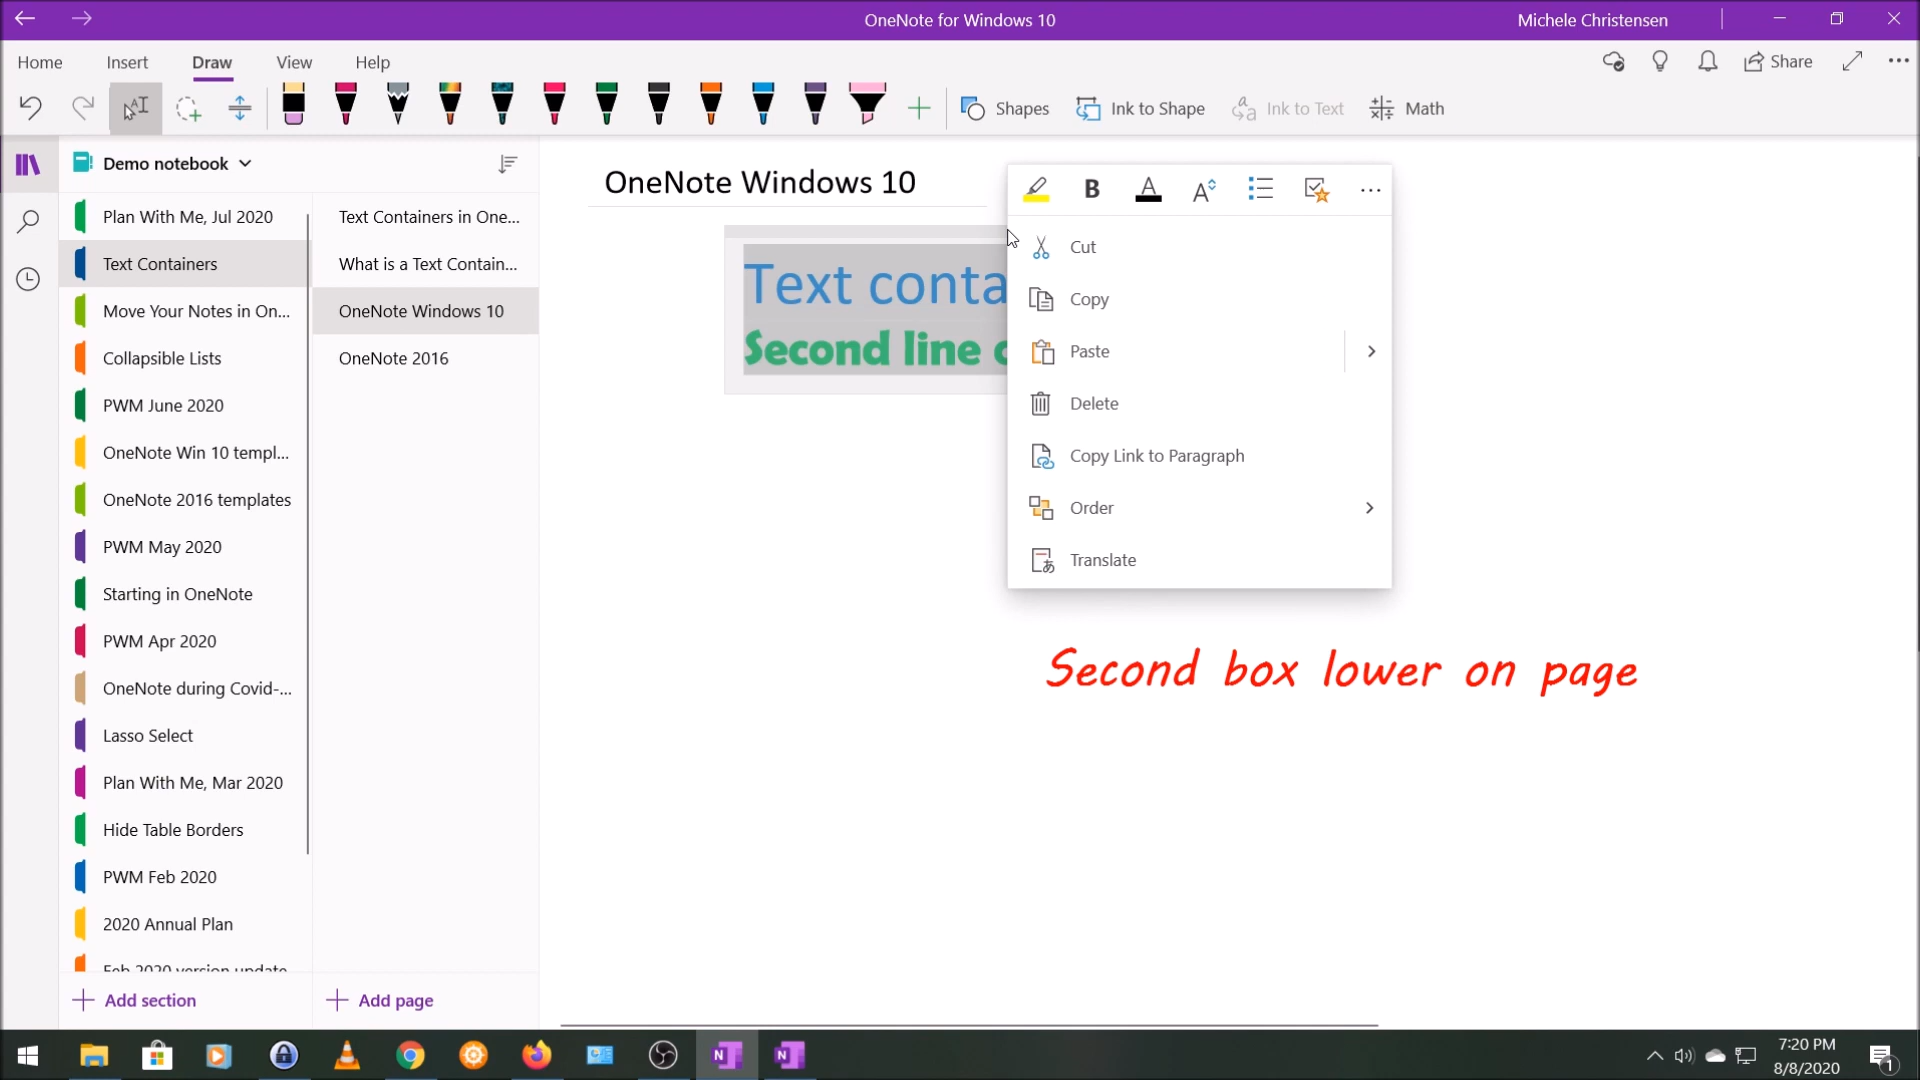 OneNote for Windows 10
Michele Christensen
Home
Insert
Draw
View
Help
Share
Shapes
Ink to Shape
Ink to Text
Math
Demo notebook
Plan With Me, Jul 2020
Text Containers
Move Your Notes in On...
Collapsible Lists
PWM June 2020
OneNote Win 10 templ...
OneNote 2016 templates
PWM May 2020
Starting in OneNote
PWM Apr 2020
OneNote during Covid-...
Lasso Select
Plan With Me, Mar 2020
Hide Table Borders
PWM Feb 2020
2020 Annual Plan
Feb 2020 version update
Add section
Text Containers in One...
What is a Text Contain...
OneNote Windows 10
OneNote 2016
Add page
OneNote Windows 10
Text conta
Second line
B
A
A
Cut
Copy
Paste
Delete
Copy Link to Paragraph
Order
Translate
Second box lower on page
7:20 PM
8/8/2020
1